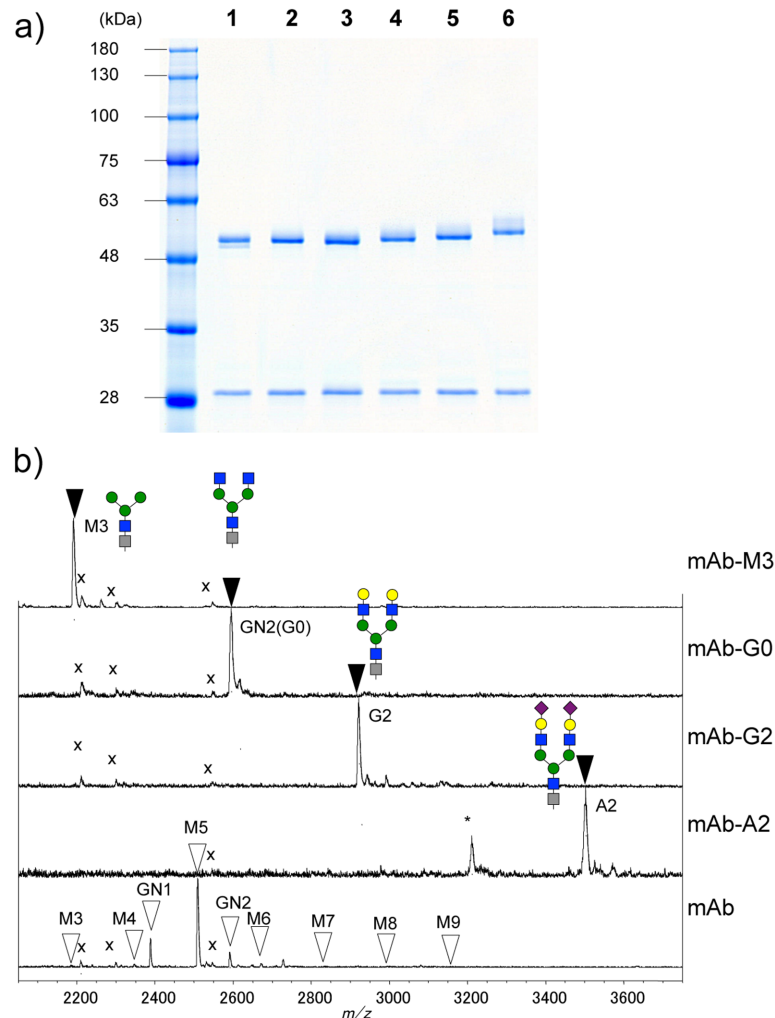 a)
(kDa) 1 2 3 4 5 6
180
130
100
75
63
48
35
28
b)
M3
x x x
mAb-M3
GN2(G0)
x x x
mAb-G0
G2
x x x
mAb-G2
A2
*
x
mAb-A2
M5
GN1
M3 M4 GN2 M6 M7 M8 M9
x x x
mAb
2200 2400 2600 2800 3000 3200 3400 3600
m/z